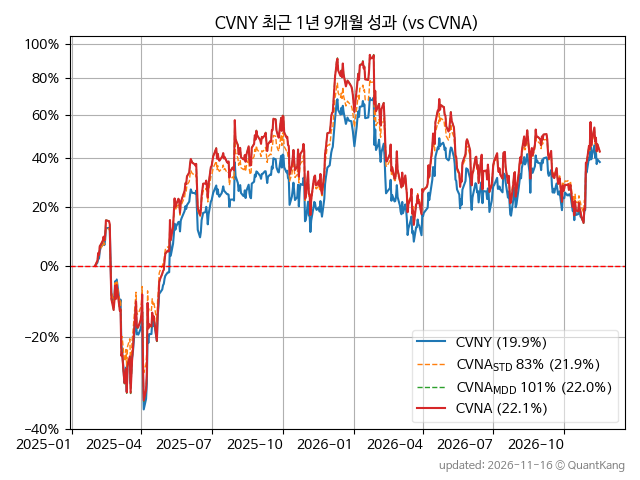 CVNY 최근 1년 9개월 성과 (vs CVNA)
100%
80%
60%
40%
20%
0%
−20%
−40%
2025-01 2025-04 2025-07 2025-10 2026-01 2026-04 2026-07 2026-10
CVNY (19.9%)
CVNA_STD 83% (21.9%)
CVNA_MDD 101% (22.0%)
CVNA (22.1%)
updated: 2026-11-16 © QuantKang